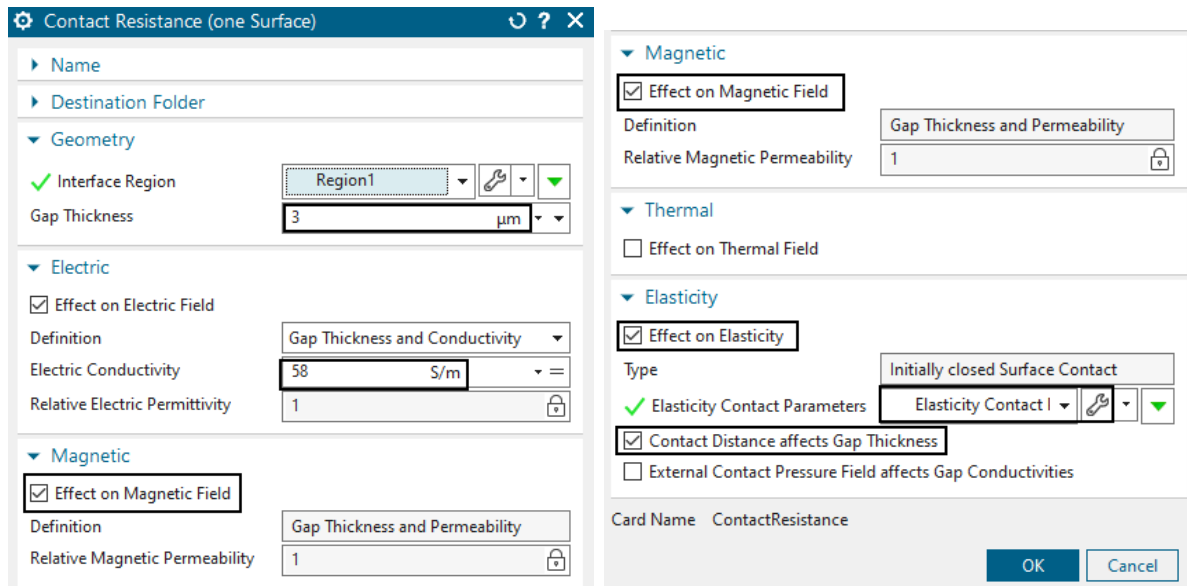 Contact Resistance (one Surface)
?
Name
Destination Folder
Geometry
Interface Region
Region1
Gap Thickness
3 µm
Electric
Effect on Electric Field
Definition
Gap Thickness and Conductivity
Electric Conductivity
58 S/m
Relative Electric Permittivity
1
Magnetic
Effect on Magnetic Field
Definition
Gap Thickness and Permeability
Relative Magnetic Permeability
1
Magnetic
Effect on Magnetic Field
Definition
Gap Thickness and Permeability
Relative Magnetic Permeability
1
Thermal
Effect on Thermal Field
Elasticity
Effect on Elasticity
Type
Initially closed Surface Contact
Elasticity Contact Parameters
Elasticity Contact
Contact Distance affects Gap Thickness
External Contact Pressure Field affects Gap Conductivities
Card Name ContactResistance
OK
Cancel